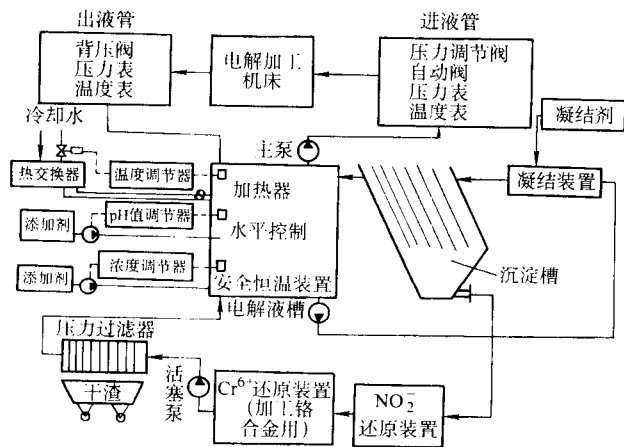 出液管
背压阀
压力表
温度表
电解加工
机床
进液管
压力调节阀
自动阀
压力表
温度表
凝结剂
冷却水
主泵
热交换器
温度调节器
加热器
凝结装置
添加剂
pH值调节器
水平控制
添加剂
浓度调节器
安全恒温装置
沉淀槽
电解液槽
压力过滤器
干渣
活塞泵
Cr⁶⁺还原装置
(加工铬
合金用)
NO₂⁻
还原装置